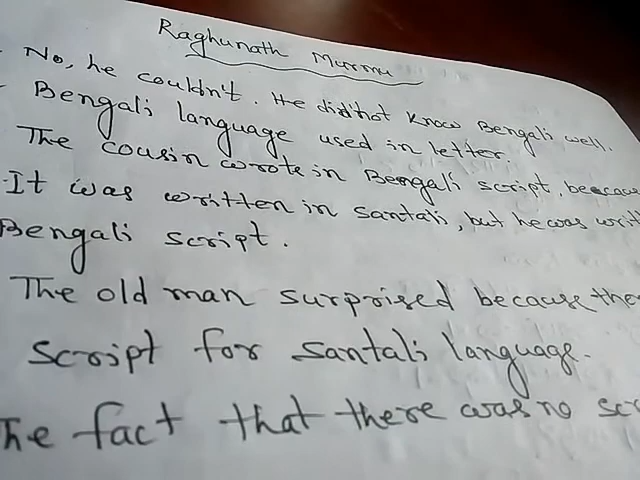 Raghunath Murmu
No, he couldn't. He did not know Bengali well.
Bengali language used in letter.
The cousin wrote in Bengali script, because
It was written in santali, but he was writ
Bengali script.
The old man surprised because the
script for santali language.
The fact that there was no scr